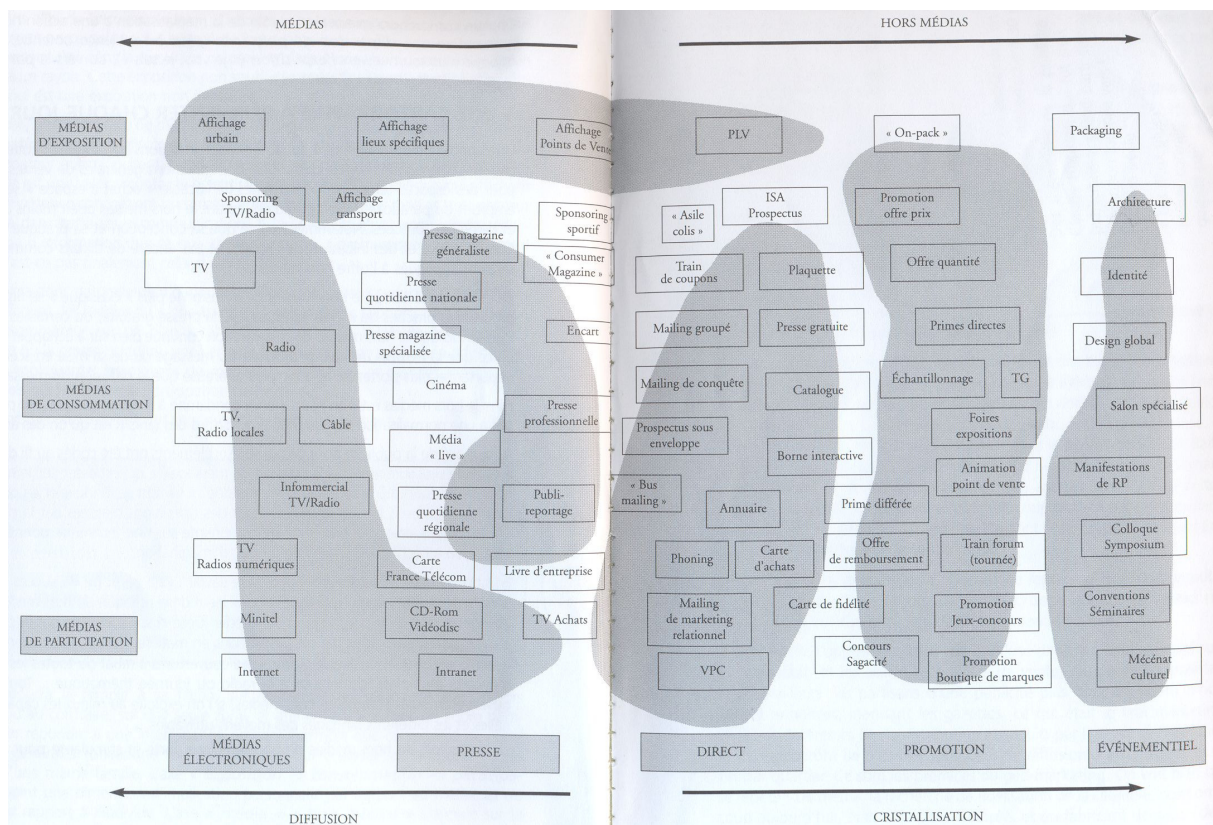 MÉDIAS
HORS MÉDIAS
MÉDIAS
D'EXPOSITION
Affichage
urbain
Affichage
lieux spécifiques
Affichage
Points de Vente
PLV
« On-pack »
Packaging
Sponsoring
TV/Radio
Affichage
transport
Sponsoring
sportif
« Asile
colis »
ISA
Prospectus
Promotion
offre prix
Architecture
TV
Presse magazine
généraliste
« Consumer
Magazine »
Train
de coupons
Plaquette
Offre quantité
Identité
Presse
quotidienne nationale
Radio
Presse magazine
spécialisée
Encart
Mailing groupé
Presse gratuite
Primes directes
Design global
MÉDIAS
DE CONSOMMATION
Cinéma
Mailing de conquête
Catalogue
Échantillonnage
TG
Salon spécialisé
TV,
Radio locales
Câble
Presse
professionnelle
Prospectus sous
enveloppe
Foires
expositions
Média
« live »
Borne interactive
Infommercial
TV/Radio
Presse
quotidienne
régionale
Publi-
reportage
« Bus
mailing »
Annuaire
Prime différée
Animation
point de vente
Manifestations
de RP
TV
Radios numériques
Carte
France Télécom
Livre d'entreprise
Phoning
Carte
d'achats
Offre
de remboursement
Train forum
(tournée)
Colloque
Symposium
MÉDIAS
DE PARTICIPATION
Minitel
CD-Rom
Vidéodisc
TV Achats
Mailing
de marketing
relationnel
Carte de fidélité
Promotion
Jeux-concours
Conventions
Séminaires
Internet
Intranet
VPC
Concours
Sagacité
Promotion
Boutique de marques
Mécénat
culturel
MÉDIAS
ÉLECTRONIQUES
PRESSE
DIRECT
PROMOTION
ÉVÉNEMENTIEL
DIFFUSION
CRISTALLISATION